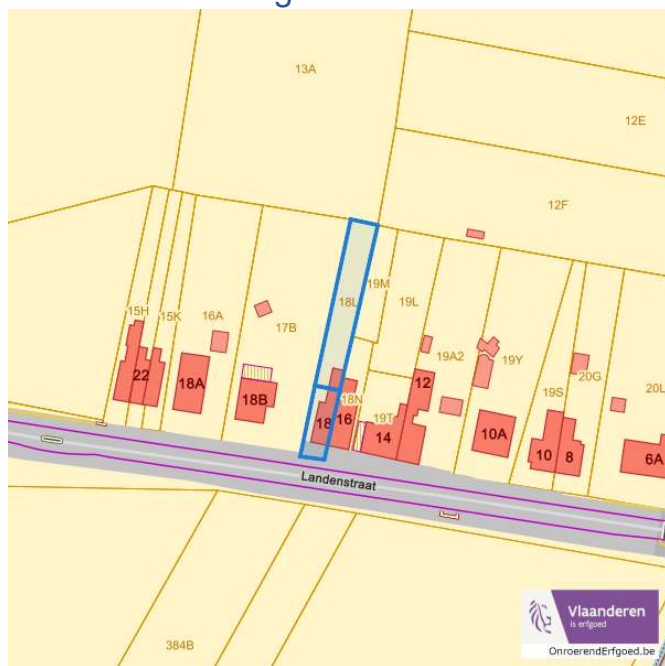 13A
12E
12F
19M
18L
19L
15H
15K
16A
17B
19A2
19Y
20G
12
22
18A
18B
18N
19S
20L
18
16
19T
14
10A
10
8
6A
Landenstraat
384B
Vlaanderen
is erfgoed
OnroerendErfgoed.be